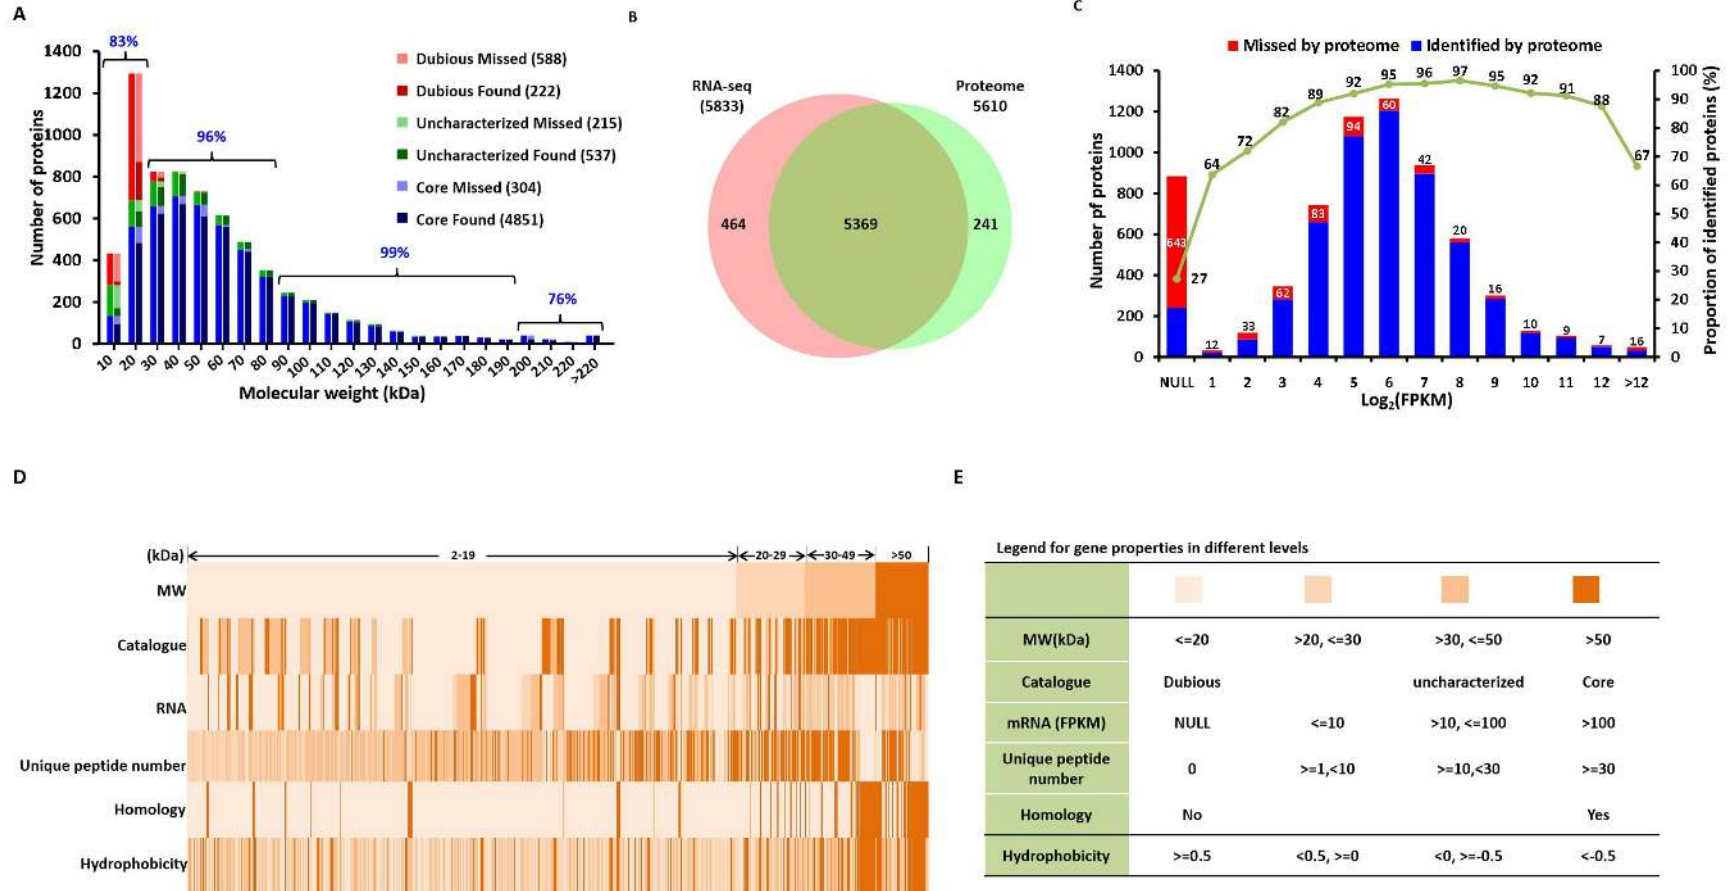 A
83%
1400
1200
1000
800
600
400
200
0
Number of proteins
96%
99%
76%
Dubious Missed (588)
Dubious Found (222)
Uncharacterized Missed (215)
Uncharacterized Found (537)
Core Missed (304)
Core Found (4851)
10 20 30 40 50 60 70 80 90 100 110 120 130 140 150 160 170 180 190 200 210 220 >220
Molecular weight (kDa)
B
RNA-seq
(5833)
Proteome
5610
464
5369
241
C
Missed by proteome
Identified by proteome
1400
1200
1000
800
600
400
200
0
Number pf proteins
27 64 72 82 89 92 95 96 97 95 92 91 88 67
643 12 33 62 83 94 60 42 20 16 10 9 7 16
100
90
80
70
60
50
40
30
20
10
0
Proportion of identified proteins (%)
NULL 1 2 3 4 5 6 7 8 9 10 11 12 >12
Log2(FPKM)
D
(kDa) 2-19 20-29 30-49 >50
MW
Catalogue
RNA
Unique peptide number
Homology
Hydrophobicity
E
Legend for gene properties in different levels
MW(kDa) <=20 >20, <=30 >30, <=50 >50
Catalogue Dubious uncharacterized Core
mRNA (FPKM) NULL <=10 >10, <=100 >100
Unique peptide
number 0 >=1,<10 >=10,<30 >=30
Homology No Yes
Hydrophobicity >=0.5 <0.5, >=0 <0, >=-0.5 <-0.5